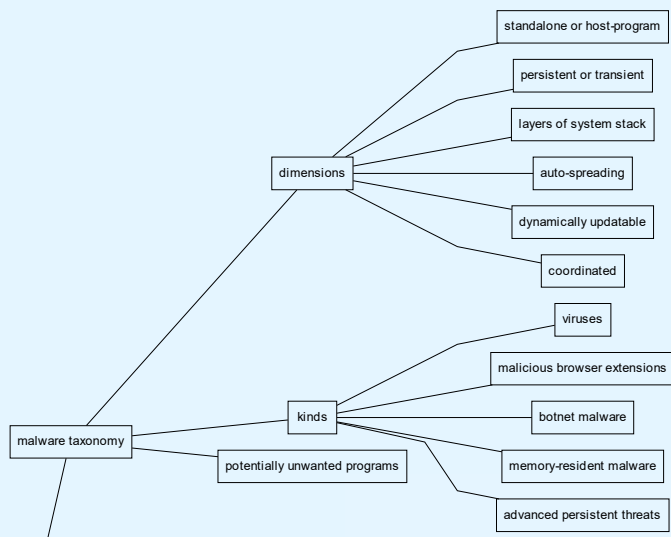 standalone or host-program
persistent or transient
layers of system stack
dimensions
auto-spreading
dynamically updatable
coordinated
viruses
malicious browser extensions
kinds
botnet malware
malware taxonomy
potentially unwanted programs
memory-resident malware
advanced persistent threats